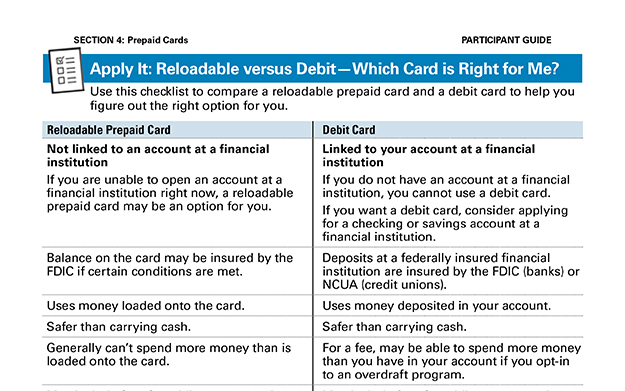 SECTION 4: Prepaid Cards
PARTICIPANT GUIDE
Apply It: Reloadable versus Debit—Which Card is Right for Me?
Use this checklist to compare a reloadable prepaid card and a debit card to help you
figure out the right option for you.
Reloadable Prepaid Card
Debit Card
Not linked to an account at a financial
institution
If you are unable to open an account at a
financial institution right now, a reloadable
prepaid card may be an option for you.
Linked to your account at a financial
institution
If you do not have an account at a financial
institution, you cannot use a debit card.
If you want a debit card, consider applying
for a checking or savings account at a
financial institution.
Balance on the card may be insured by the
FDIC if certain conditions are met.
Deposits at a federally insured financial
institution are insured by the FDIC (banks) or
NCUA (credit unions).
Uses money loaded onto the card.
Uses money deposited in your account.
Safer than carrying cash.
Safer than carrying cash.
Generally can't spend more money than is
loaded onto the card.
For a fee, may be able to spend more money
than you have in your account if you opt-in
to an overdraft program.